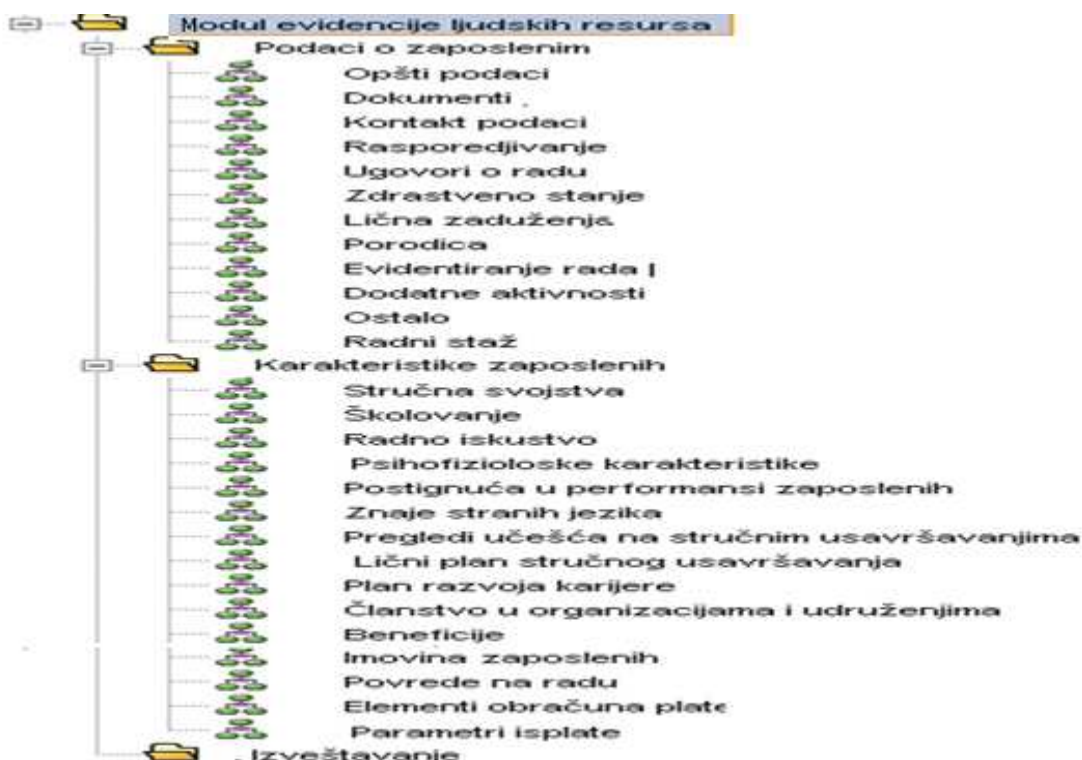 Modul evidencije ljudskih resursa
Podaci o zaposlenim
Opšti podaci
Dokumenti
Kontakt podaci
Rasporedjivanje
Ugovori o radu
Zdrastveno stanje
Lična zaduženja
Porodica
Evidentiranje rada |
Dodatne aktivnosti
Ostalo
Radni staž
Karakteristike zaposlenih
Stručna svojstva
Školovanje
Radno iskustvo
Psihofizioloske karakteristike
Postignuća u performansi zaposlenih
Znaje stranih jezika
Pregledi učešća na stručnim usavršavanjima
Lični plan stručnog usavršavanja
Plan razvoja karijere
Članstvo u organizacijama i udruženjima
Beneficije
Imovina zaposlenih
Povrede na radu
Elementi obračuna plate
Parametri isplate
Izveštavanje